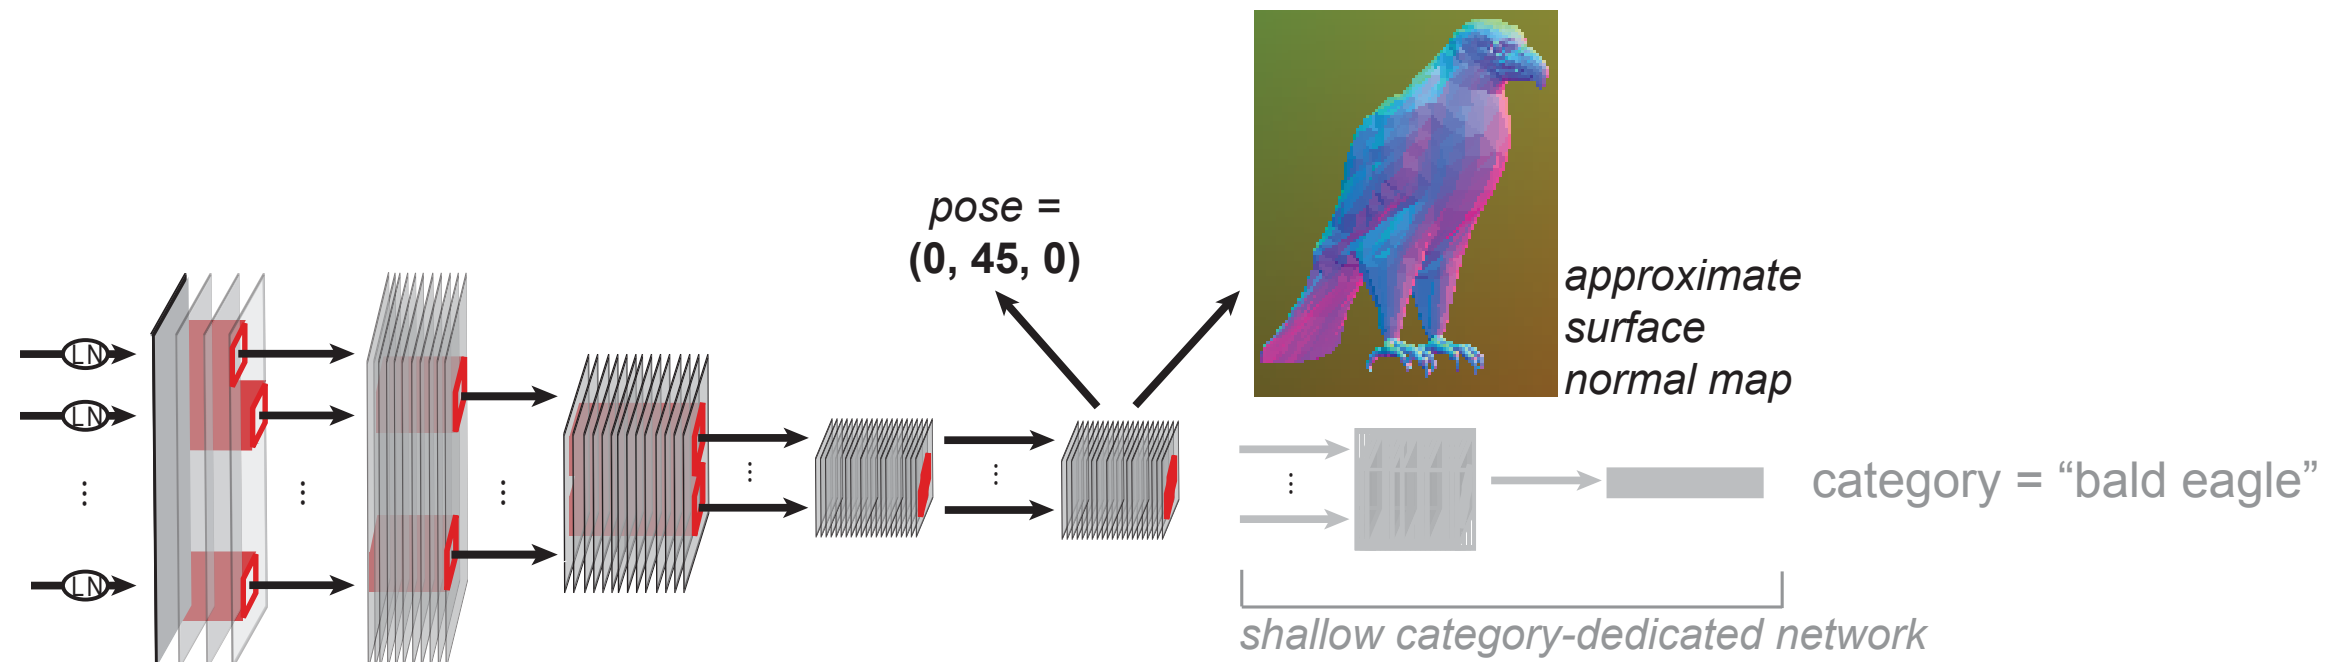 pose =
(0, 45, 0)
approximate
surface
normal map
LN
LN
LN
category = “bald eagle”
shallow category-dedicated network